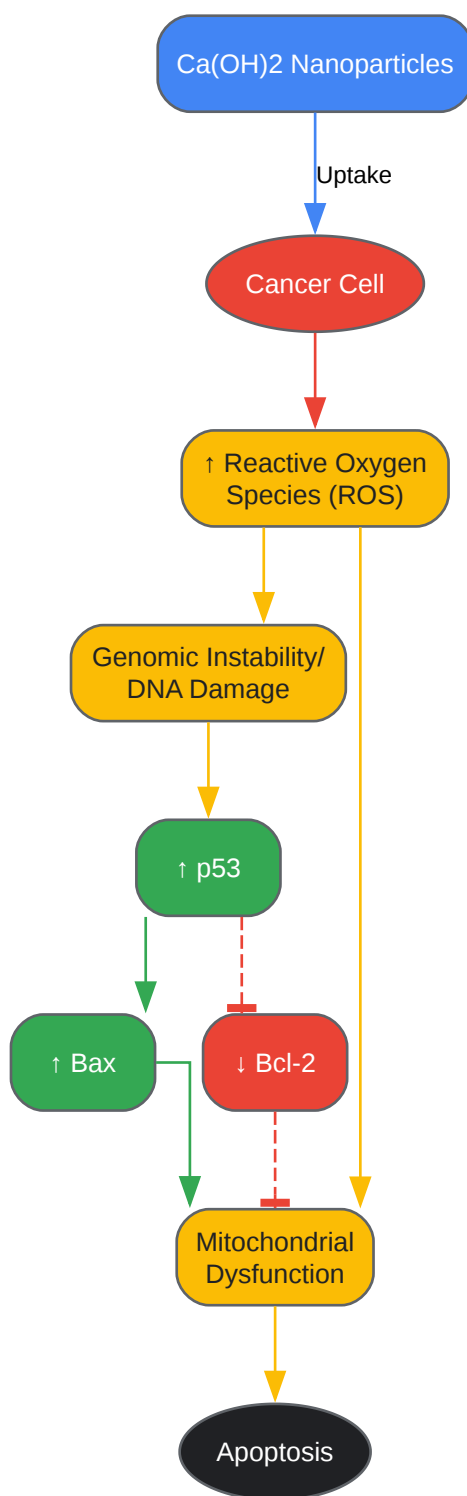 Ca(OH)2 Nanoparticles
Uptake
Cancer Cell
↑ Reactive Oxygen
Species (ROS)
Genomic Instability/
DNA Damage
↑ p53
↑ Bax
↓ Bcl-2
Mitochondrial
Dysfunction
Apoptosis